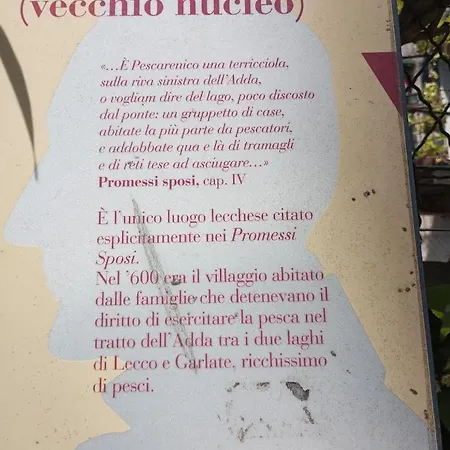 (vecchio nucleo)
«...È Pescarenico una terricciola,
sulla riva sinistra dell'Adda,
o vogliam dire del lago, poco discosto
dal ponte: un gruppetto di case,
abitate la più parte da pescatori,
e addobbate qua e là di tramagli
e di reti tese ad asciugare...»
Promessi sposi, cap. IV
È l'unico luogo lecchese citato
esplicitamente nei Promessi
Sposi.
Nel '600 era il villaggio abitato
dalle famiglie che detenevano il
diritto di esercitare la pesca nel
tratto dell'Adda tra i due laghi
di Lecco e Garlate, ricchissimo
di pesci.